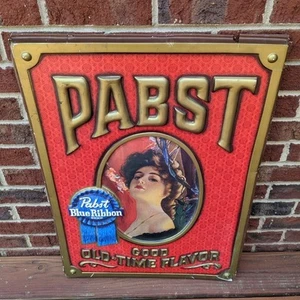 PABST
Pabst
Blue Ribbon
GOOD
OLD-TIME FLAVOR